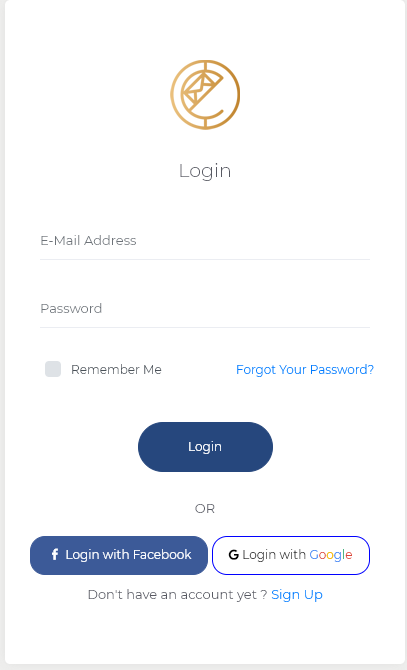 Login
E-Mail Address
Password
Remember Me Forgot Your Password?
Login
OR
Login with Facebook Login with Google
Don't have an account yet ? Sign Up